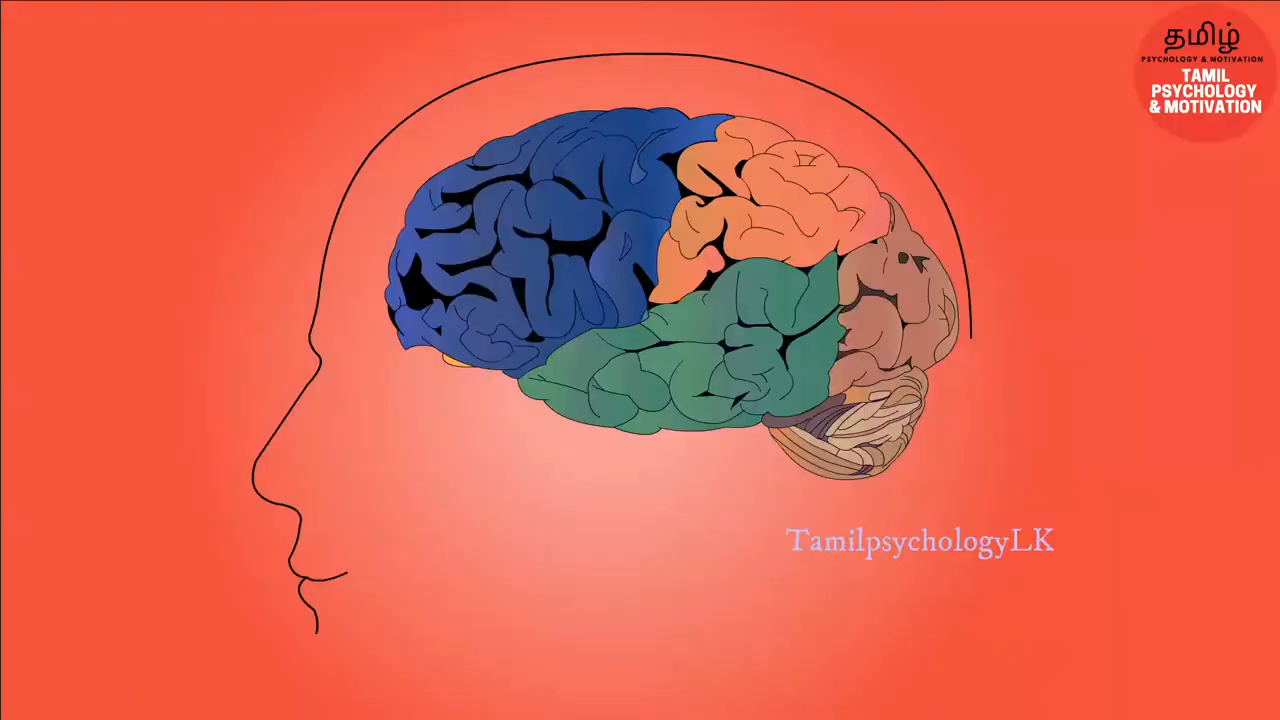 தமிழ்
PSYCHOLOGY & MOTIVATION
TAMIL
PSYCHOLOGY
& MOTIVATION
TamilpsychologyLK